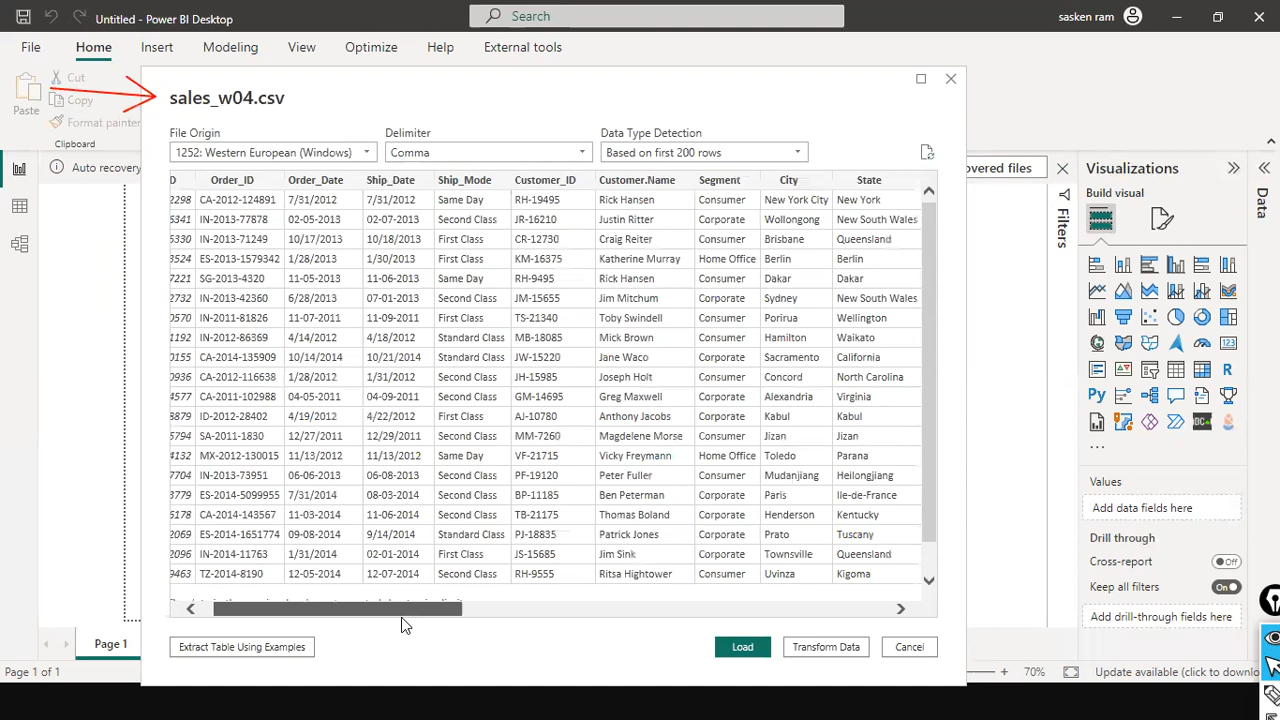 Untitled - Power BI Desktop
Search
sasken ram
File Home Insert Modeling View Optimize Help External tools
Paste
Cut
Copy
Format painter
Clipboard
Auto recovery
overed files
sales_w04.csv
File Origin Delimiter Data Type Detection
1252: Western European (Windows) Comma Based on first 200 rows
D Order_ID Order_Date Ship_Date Ship_Mode Customer_ID Customer.Name Segment City State
2298 CA-2012-124891 7/31/2012 7/31/2012 Same Day RH-19495 Rick Hansen Consumer New York City New York
5341 IN-2013-77878 02-05-2013 02-07-2013 Second Class JR-16210 Justin Ritter Corporate Wollongong New South Wales
5330 IN-2013-71249 10/17/2013 10/18/2013 First Class CR-12730 Craig Reiter Consumer Brisbane Queensland
3524 ES-2013-1579342 1/28/2013 1/30/2013 First Class KM-16375 Katherine Murray Home Office Berlin Berlin
7221 SG-2013-4320 11-05-2013 11-06-2013 Same Day RH-9495 Rick Hansen Consumer Dakar Dakar
2732 IN-2013-42360 6/28/2013 07-01-2013 Second Class JM-15655 Jim Mitchum Corporate Sydney New South Wales
0570 IN-2011-81826 11-07-2011 11-09-2011 First Class TS-21340 Toby Swindell Consumer Porirua Wellington
1192 IN-2012-86369 4/14/2012 4/18/2012 Standard Class MB-18085 Mick Brown Consumer Hamilton Waikato
0155 CA-2014-135909 10/14/2014 10/21/2014 Standard Class JW-15220 Jane Waco Corporate Sacramento California
0936 CA-2012-116638 1/28/2012 1/31/2012 Second Class JH-15985 Joseph Holt Consumer Concord North Carolina
4577 CA-2011-102988 04-05-2011 04-09-2011 Second Class GM-14695 Greg Maxwell Corporate Alexandria Virginia
5879 ID-2012-28402 4/19/2012 4/22/2012 First Class AJ-10780 Anthony Jacobs Corporate Kabul Kabul
5794 SA-2011-1830 12/27/2011 12/29/2011 Second Class MM-7260 Magdelene Morse Consumer Jizan Jizan
4132 MX-2012-130015 11/13/2012 11/13/2012 Same Day VF-21715 Vicky Freymann Home Office Toledo Parana
7704 IN-2013-73951 06-06-2013 06-08-2013 Second Class PF-19120 Peter Fuller Consumer Mudanjiang Heilongjiang
3779 ES-2014-5099955 7/31/2014 08-03-2014 Second Class BP-11185 Ben Peterman Corporate Paris Ile-de-France
5178 CA-2014-143567 11-03-2014 11-06-2014 Second Class TB-21175 Thomas Boland Corporate Henderson Kentucky
2069 ES-2014-1651774 09-08-2014 9/14/2014 Standard Class PJ-18835 Patrick Jones Corporate Prato Tuscany
2096 IN-2014-11763 1/31/2014 02-01-2014 First Class JS-15685 Jim Sink Corporate Townsville Queensland
9463 TZ-2014-8190 12-05-2014 12-07-2014 Second Class RH-9555 Ritsa Hightower Consumer Uvinza Kigoma
Extract Table Using Examples Load Transform Data Cancel
Filters
Visualizations
Build visual
Data
123
R
Py
Values
Add data fields here
Drill through
Cross-report Off
Keep all filters On
Add drill-through fields here
Page 1
Page 1 of 1
70%
Update available (click to downlo